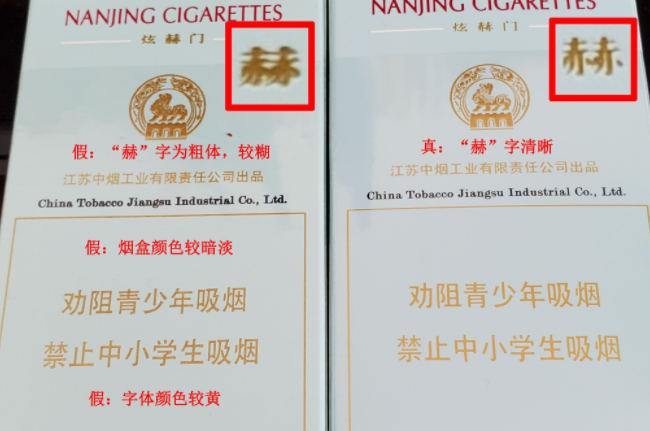 NANJING CIGARETTES
炫赫门
赫
假：“赫”字为粗体，较糊
江苏中烟工业有限责任公司出品
China Tobacco Jiangsu Industrial Co., Ltd.
假：烟盒颜色较暗淡
劝阻青少年吸烟
禁止中小学生吸烟
假：字体颜色较黄
NANJING CIGARETTES
炫赫门
赫
真：“赫”字清晰
江苏中烟工业有限责任公司出品
China Tobacco Jiangsu Industrial Co., Ltd.
劝阻青少年吸烟
禁止中小学生吸烟